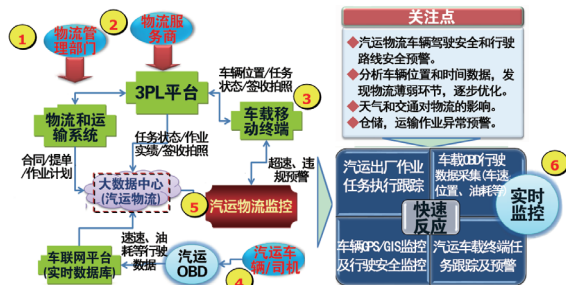 1
物流管
理部门
2
物流服
务商
3PL平台
车辆位置/任务
状态/签收拍照
3
物流和运
输系统
车载移
动终端
任务状态/作业
实绩/签收拍照
合同/提单
/作业计划
大数据中心
(汽运物流)
超速、违
规预警
5
汽运物流监控
车联网平台
(实时数据库)
速速、油
耗等行驶
数据
汽运
OBD
汽运车
辆/司机
4
关注点
汽运物流车辆驾驶安全和行驶
路线安全预警。
分析车辆位置和时间数据，发
现物流薄弱环节，逐步优化。
天气和交通对物流的影响。
仓储，运输作业异常预警。
汽运出厂作业
任务执行跟踪
车载OBD行驶
数据采集(车速、
位置、油耗等)
6
实时
监控
快速
反应
车辆GPS/GIS监控
及行驶安全监控
汽运车载终端任
务跟踪及预警